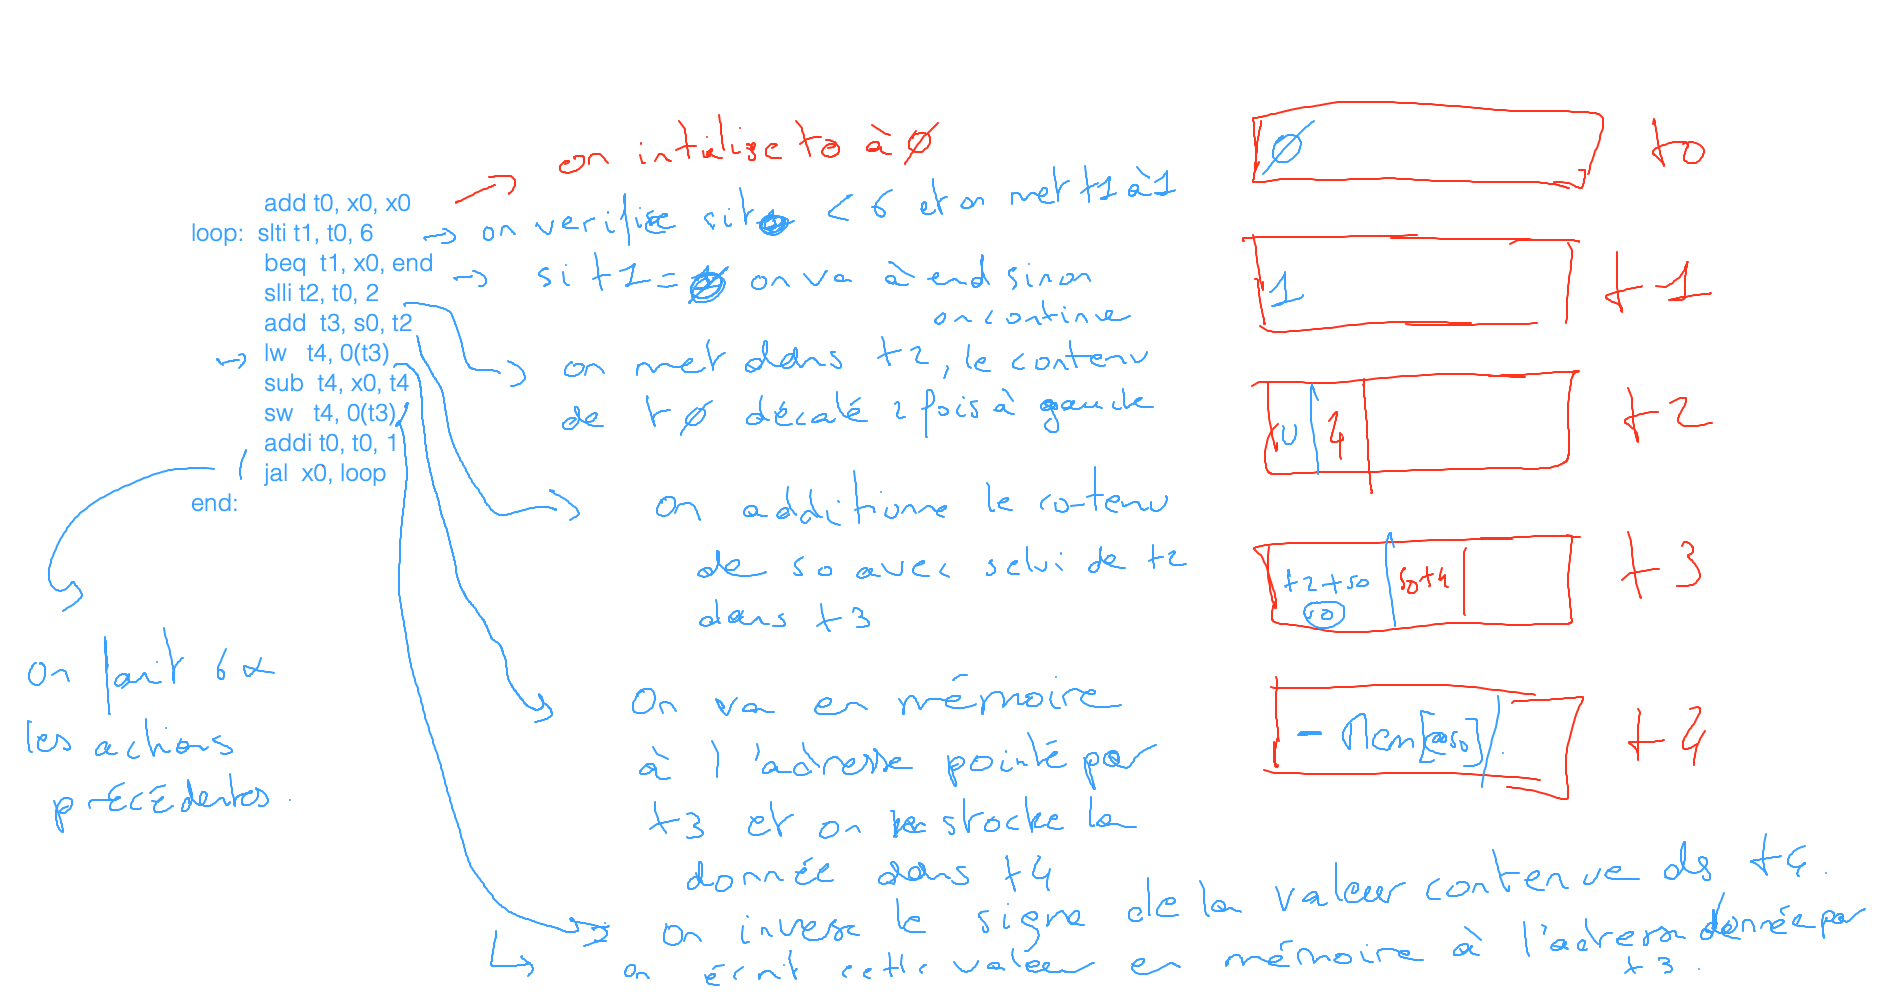 on intialise t0 à 0
add t0, x0, x0
loop: slti t1, t0, 6
beq t1, x0, end
slli t2, t0, 2
add t3, s0, t2
lw t4, 0(t3)
sub t4, x0, t4
sw t4, 0(t3)
addi t0, t0, 1
jal x0, loop
end:
on verifie si t0 < 6 et on met t1 à 1
si t1 = 0 on va à end sinon
on continue
on met dans t2, le contenu
de t0 décalé 2 fois à gauche
On additionne le contenu
de s0 avec selui de t2
dans t3
On va en mémoire
à l'adresse pointé par
t3 et on stocke la
donnée dans t4
on inverse le signe de la valeur contenue ds t4.
on écrit cette valeur en mémoire à l'adresse donnée par
t3.
On fait 6x
les actions
précédentes.
0
t0
1
t1
4
t2
t2+s0
s0
s0+4
t3
- Mem[@s0]
t4